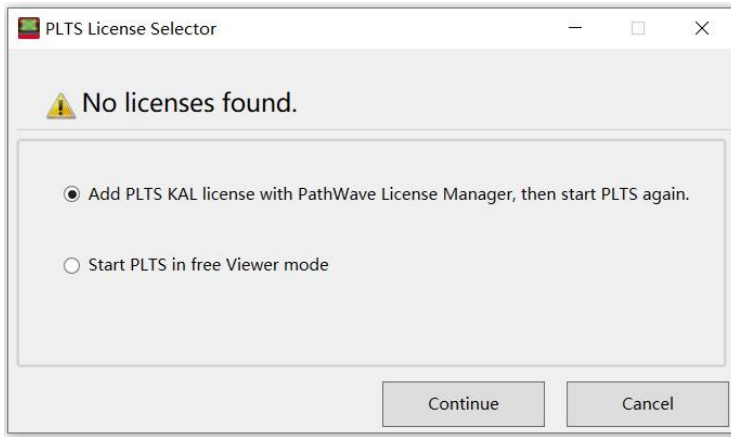 PLTS License Selector
No licenses found.
Add PLTS KAL license with PathWave License Manager, then start PLTS again.
Start PLTS in free Viewer mode
Continue
Cancel